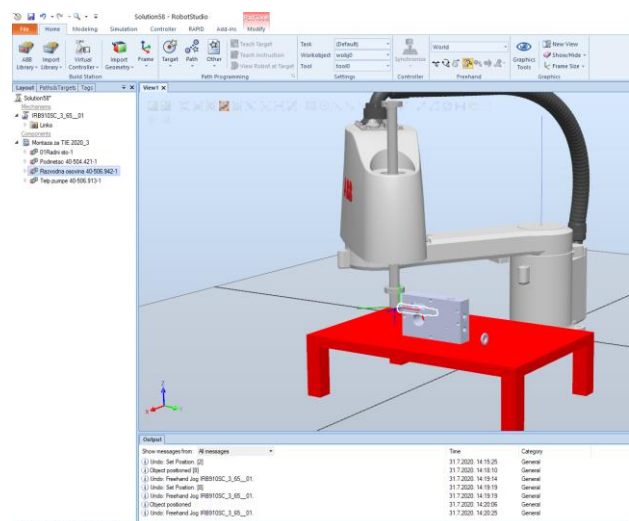 Solution58 - RobotStudio
File Home Modeling Simulation Controller RAPID Add-Ins Modify
ABB Library
Import Library
Virtual Controller
Import Geometry
Frame
Target
Path
Other
Teach Target
Teach Instruction
View Robot at Target
Task (Default)
Workobject wobj0
Tool tool0
Synchronize
World
Graphics Tools
New View
Show/Hide
Frame Size
Build Station Path Programming Settings Controller Freehand Graphics
Layout Paths&Targets Tags
View1
Solution58*
Mechanisms
IRB910SC_3_65__01
Links
Components
Montaza za TIE 2020_3
01Radni sto-1
Podmetac 40-504.421-1
Razvodna osovina 40-506.942-1
Telo pumpe 40-506.913-1
ABB
Z
X
Output
Show messages from: All messages Time Category
Undo: Set Position [2] 31.7.2020. 14:15:25 General
Object positioned [0] 31.7.2020. 14:18:10 General
Undo: Freehand Jog IRB910SC_3_65__01. 31.7.2020. 14:19:14 General
Undo: Set Position [0] 31.7.2020. 14:19:19 General
Undo: Freehand Jog IRB910SC_3_65__01. 31.7.2020. 14:19:19 General
Object positioned 31.7.2020. 14:20:06 General
Undo: Freehand Jog IRB910SC_3_65__01. 31.7.2020. 14:20:25 General